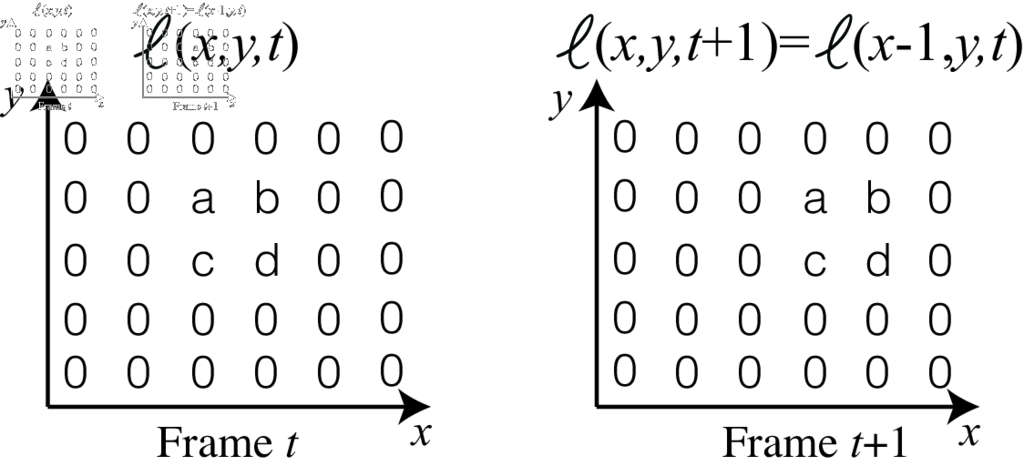 ℓ(x,y,t)
ℓ(x,y,t+1)=ℓ(x-1,y,t)
y
0 0 0 0 0 0
0 0 a b 0 0
0 0 c d 0 0
0 0 0 0 0 0
0 0 0 0 0 0
x
Frame t
y
0 0 0 0 0 0
0 0 0 a b 0
0 0 0 c d 0
0 0 0 0 0 0
0 0 0 0 0 0
x
Frame t+1